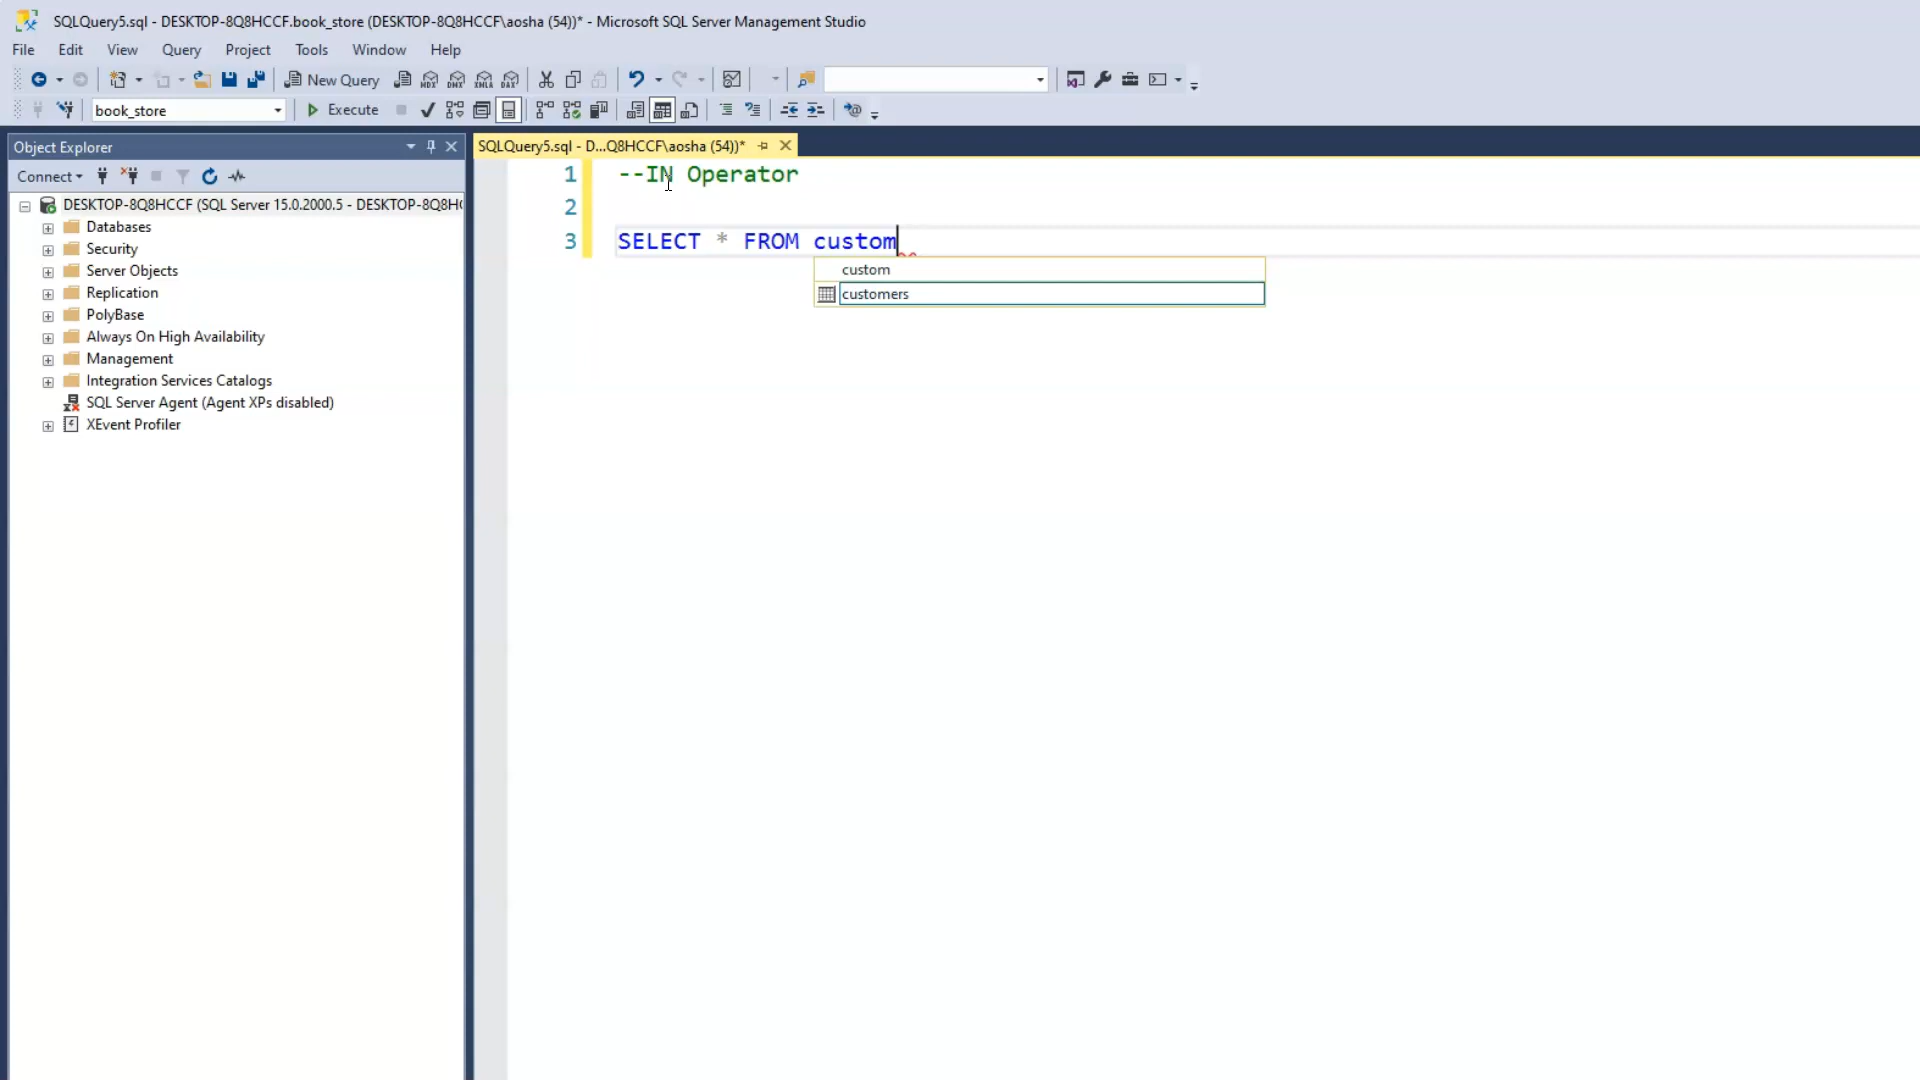 SQLQuery5.sql - DESKTOP-8Q8HCCF.book_store (DESKTOP-8Q8HCCF\aosha (54))* - Microsoft SQL Server Management Studio
File Edit View Query Project Tools Window Help
New Query
book_store Execute
Object Explorer
SQLQuery5.sql - D...Q8HCCF\aosha (54))*
Connect
DESKTOP-8Q8HCCF (SQL Server 15.0.2000.5 - DESKTOP-8Q8H
Databases
Security
Server Objects
Replication
PolyBase
Always On High Availability
Management
Integration Services Catalogs
SQL Server Agent (Agent XPs disabled)
XEvent Profiler
1 --IN Operator
2
3 SELECT * FROM custom
custom
customers